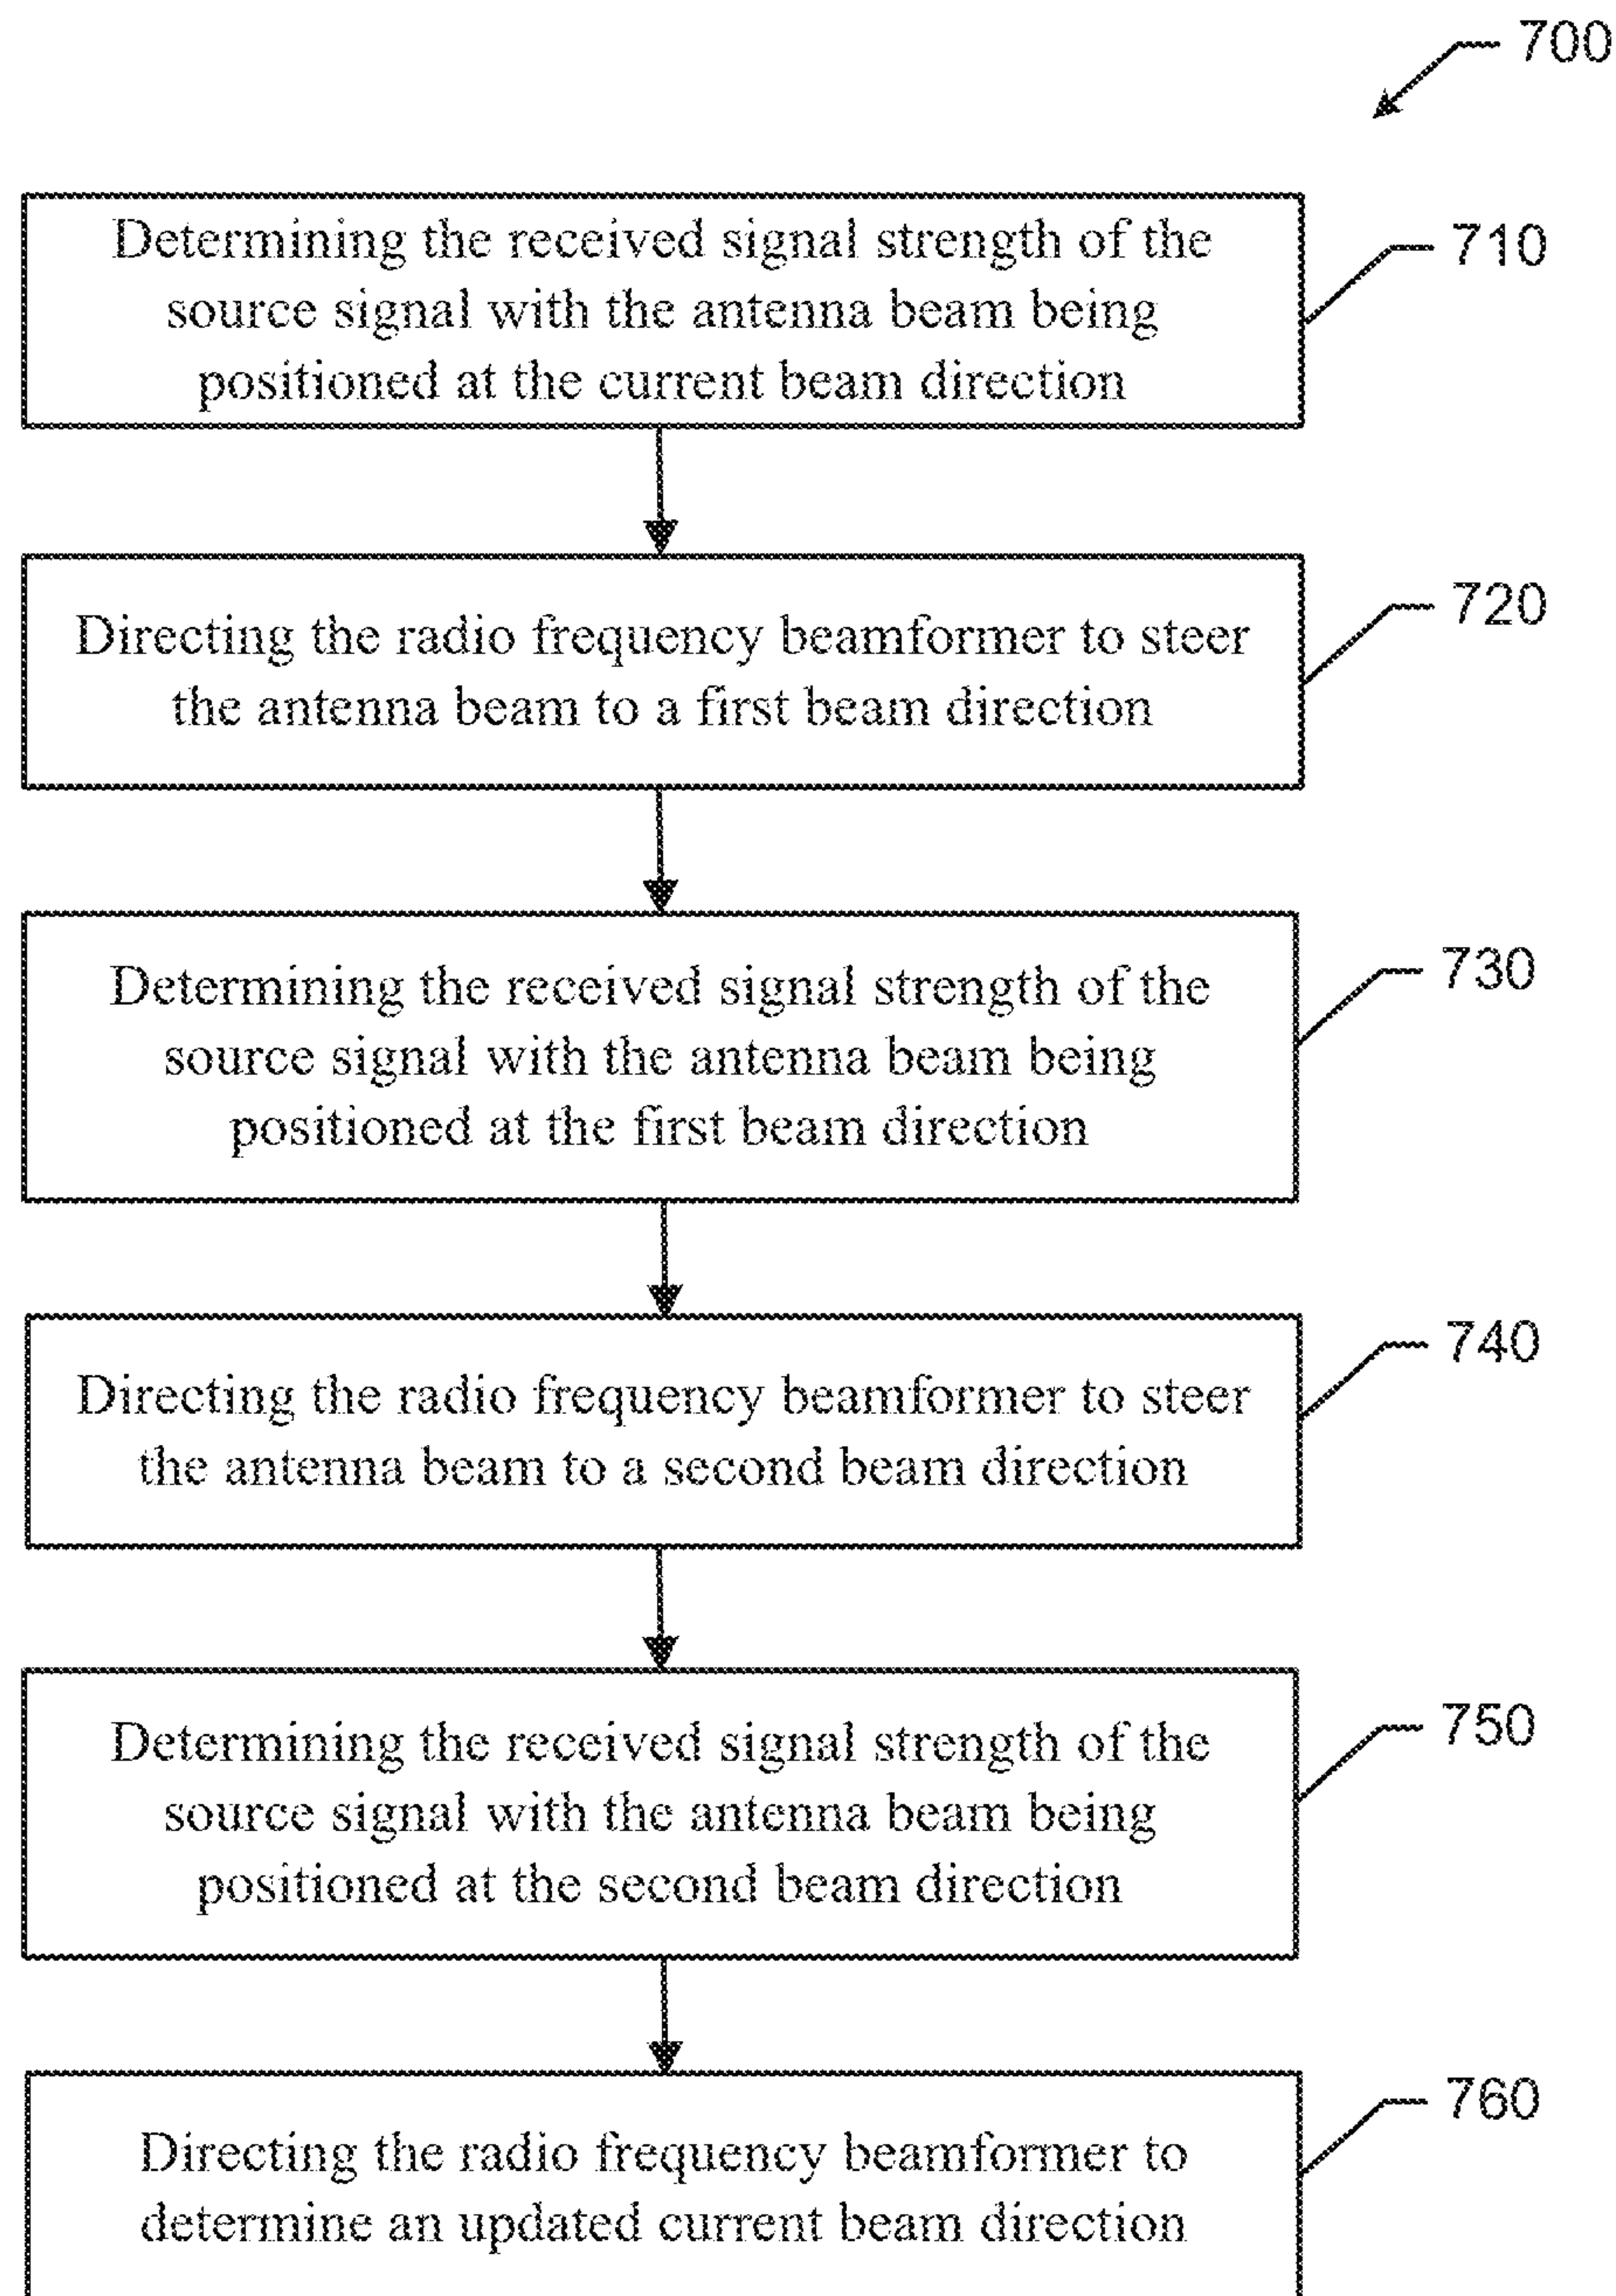 700
Determining the received signal strength of the
source signal with the antenna beam being
positioned at the current beam direction
710
Directing the radio frequency beamformer to steer
the antenna beam to a first beam direction
720
Determining the received signal strength of the
source signal with the antenna beam being
positioned at the first beam direction
730
Directing the radio frequency beamformer to steer
the antenna beam to a second beam direction
740
Determining the received signal strength of the
source signal with the antenna beam being
positioned at the second beam direction
750
Directing the radio frequency beamformer to
determine an updated current beam direction
760